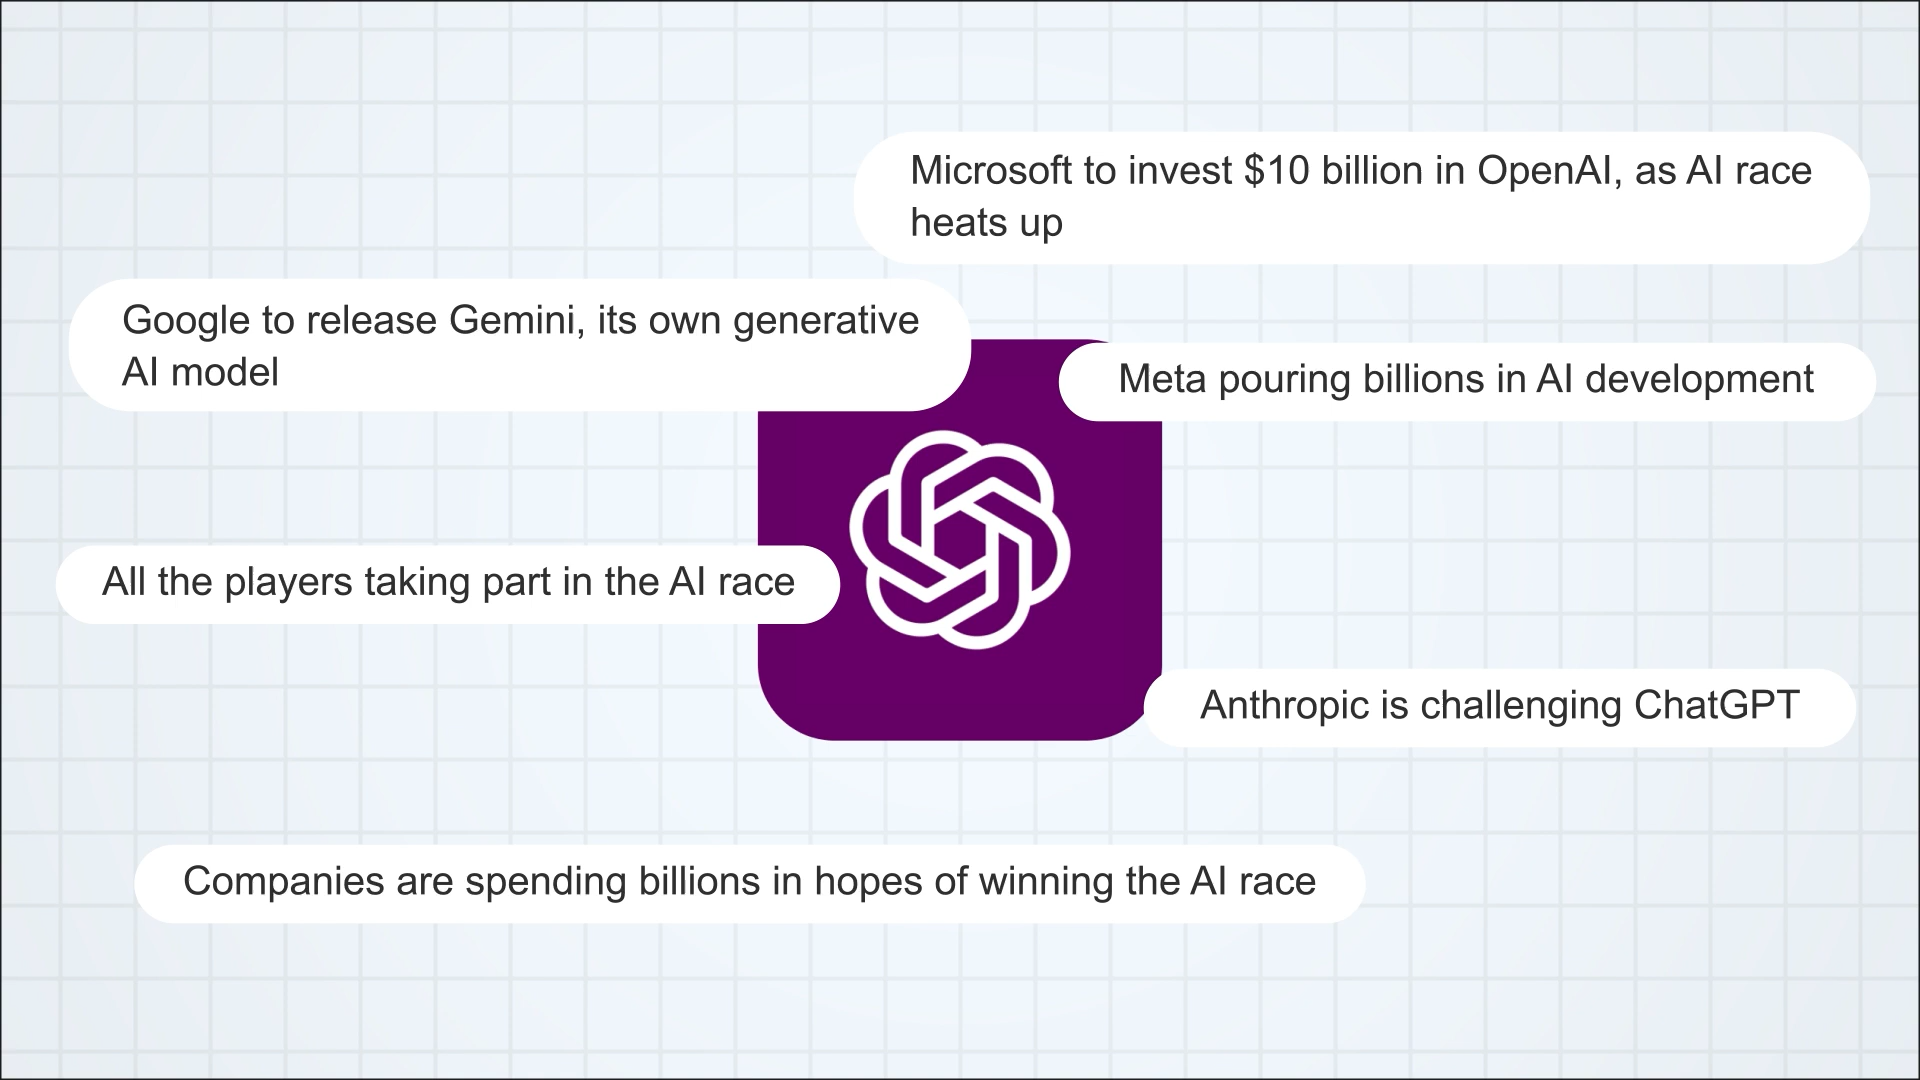 Microsoft to invest $10 billion in OpenAI, as AI race
heats up
Google to release Gemini, its own generative
AI model
Meta pouring billions in AI development
All the players taking part in the AI race
Anthropic is challenging ChatGPT
Companies are spending billions in hopes of winning the AI race